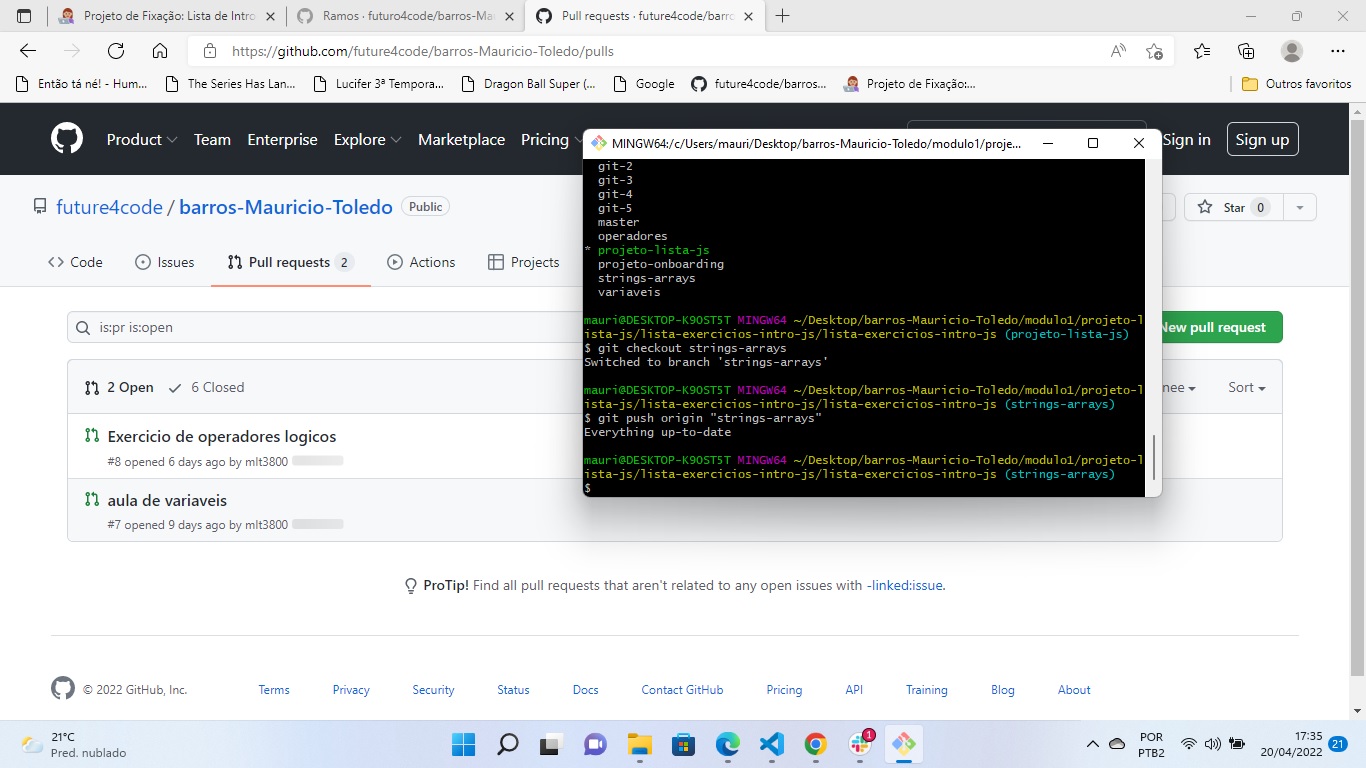 Projeto de Fixação: Lista de Intro
Ramos · futuro4code/barros-Ma
Pull requests · future4code/barro
https://github.com/future4code/barros-Mauricio-Toledo/pulls
Então tá né! - Hum...
The Series Has Lan...
Lucifer 3ª Tempora...
Dragon Ball Super (...
Google
future4code/barros...
Projeto de Fixação:...
Outros favoritos
Product
Team
Enterprise
Explore
Marketplace
Pricing
Sign in
Sign up
MINGW64:/c/Users/mauri/Desktop/barros-Mauricio-Toledo/modulo1/proje...
git-2
git-3
git-4
git-5
master
operadores
* projeto-lista-js
projeto-onboarding
strings-arrays
variaveis
mauri@DESKTOP-K9OST5T MINGW64 ~/Desktop/barros-Mauricio-Toledo/modulo1/projeto-l
ista-js/lista-exercicios-intro-js/lista-exercicios-intro-js (projeto-lista-js)
$ git checkout strings-arrays
Switched to branch 'strings-arrays'
mauri@DESKTOP-K9OST5T MINGW64 ~/Desktop/barros-Mauricio-Toledo/modulo1/projeto-l
ista-js/lista-exercicios-intro-js/lista-exercicios-intro-js (strings-arrays)
$ git push origin "strings-arrays"
Everything up-to-date
mauri@DESKTOP-K9OST5T MINGW64 ~/Desktop/barros-Mauricio-Toledo/modulo1/projeto-l
ista-js/lista-exercicios-intro-js/lista-exercicios-intro-js (strings-arrays)
$
future4code / barros-Mauricio-Toledo Public
Star 0
Code
Issues
Pull requests 2
Actions
Projects
is:pr is:open
New pull request
2 Open
6 Closed
nee
Sort
Exercicio de operadores logicos
#8 opened 6 days ago by mlt3800
aula de variaveis
#7 opened 9 days ago by mlt3800
ProTip! Find all pull requests that aren't related to any open issues with -linked:issue.
© 2022 GitHub, Inc.
Terms
Privacy
Security
Status
Docs
Contact GitHub
Pricing
API
Training
Blog
About
21°C
Pred. nublado
1
POR
PTB2
17:35
20/04/2022
21